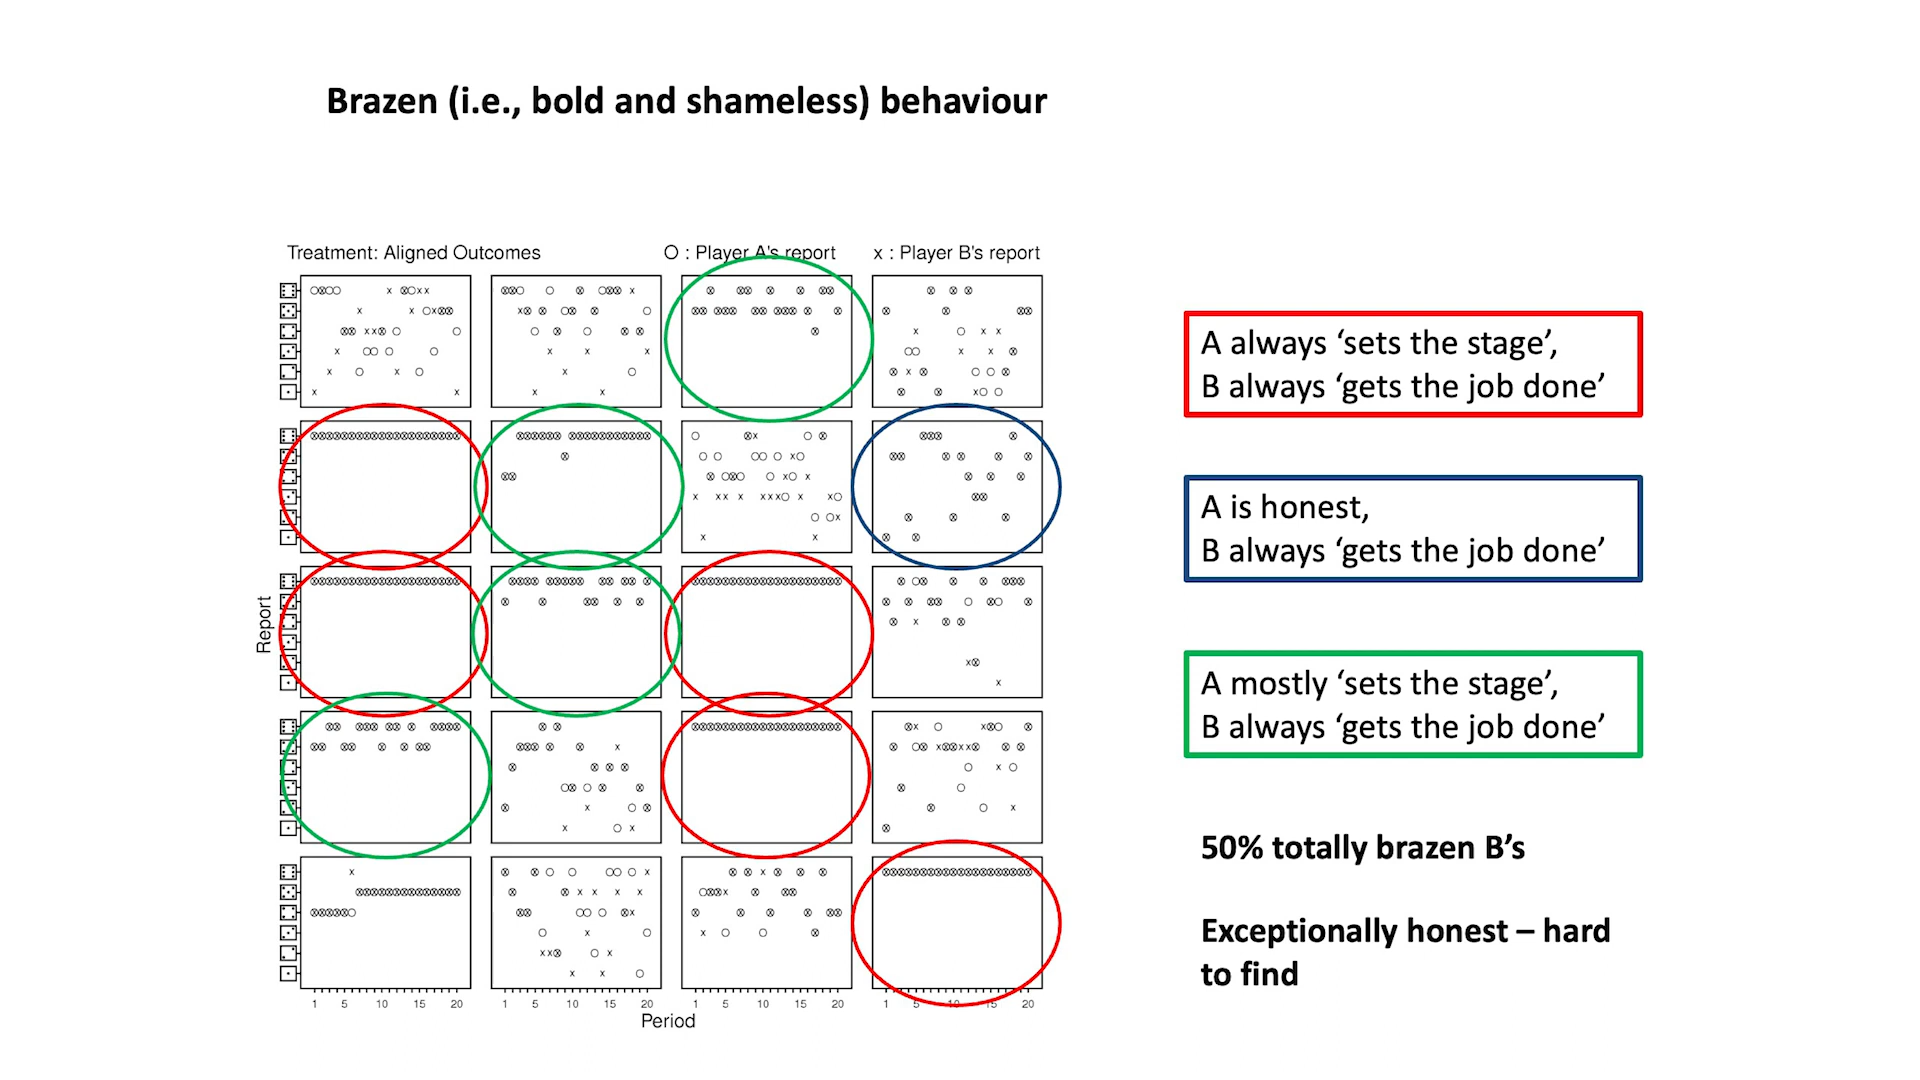 Brazen (i.e., bold and shameless) behaviour
Treatment: Aligned Outcomes
O : Player A's report
x : Player B's report
Report
1 5 10 15 20
1 5 10 15 20
1 5 10 15 20
1 5 10 15 20
Period
A always ‘sets the stage’,
B always ‘gets the job done’
A is honest,
B always ‘gets the job done’
A mostly ‘sets the stage’,
B always ‘gets the job done’
50% totally brazen B’s
Exceptionally honest – hard
to find